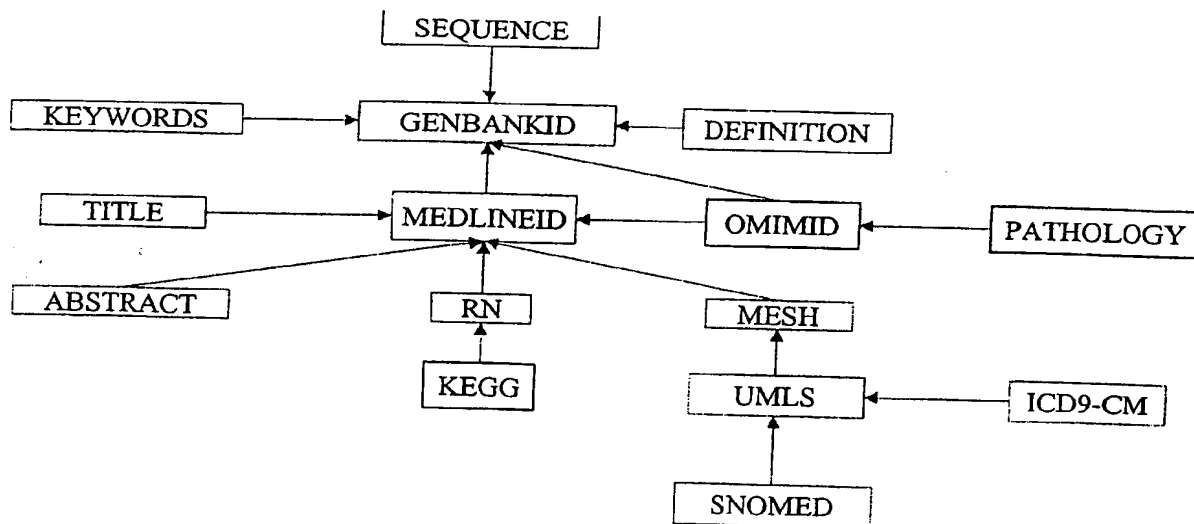 SEQUENCE
KEYWORDS
GENBANKID
DEFINITION
TITLE
MEDLINEID
OMIMID
PATHOLOGY
ABSTRACT
RN
MESH
KEGG
UMLS
ICD9-CM
SNOMED